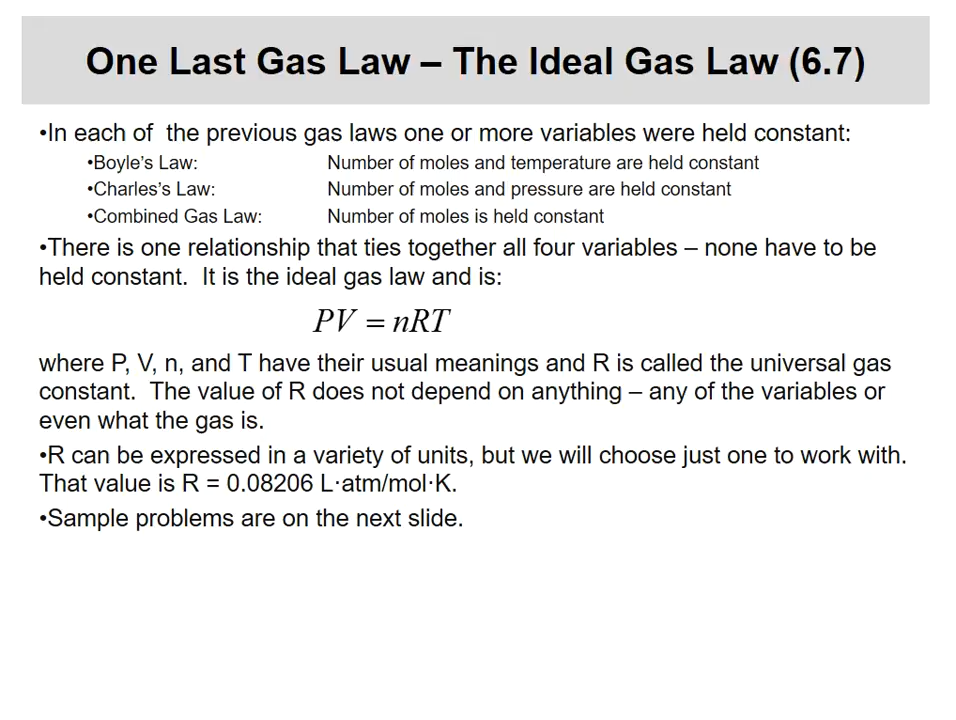 One Last Gas Law – The Ideal Gas Law (6.7)
•In each of the previous gas laws one or more variables were held constant:
•Boyle's Law: Number of moles and temperature are held constant
•Charles's Law: Number of moles and pressure are held constant
•Combined Gas Law: Number of moles is held constant
•There is one relationship that ties together all four variables – none have to be
held constant. It is the ideal gas law and is:
PV = nRT
where P, V, n, and T have their usual meanings and R is called the universal gas
constant. The value of R does not depend on anything – any of the variables or
even what the gas is.
•R can be expressed in a variety of units, but we will choose just one to work with.
That value is R = 0.08206 L·atm/mol·K.
•Sample problems are on the next slide.